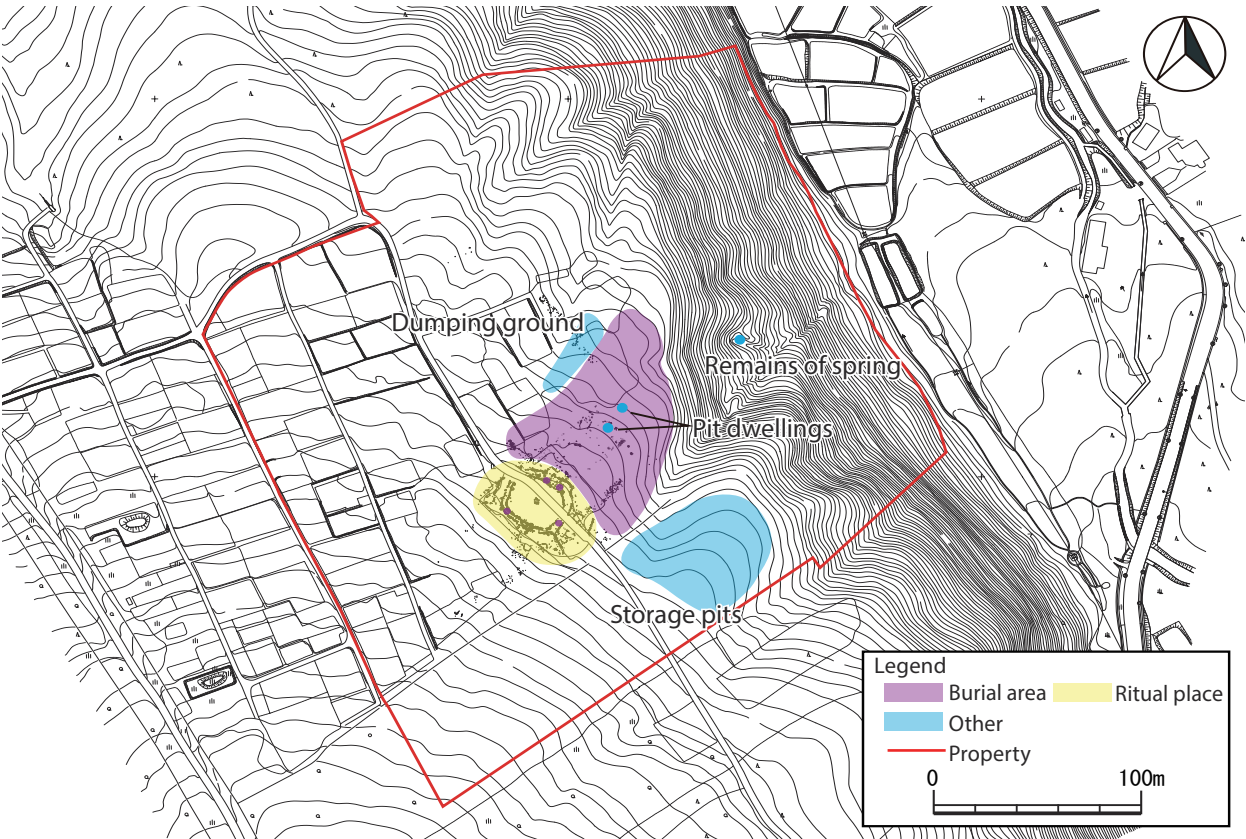 Dumping ground
Remains of spring
Pit dwellings
Storage pits
Legend
Burial area
Ritual place
Other
Property
0 100m